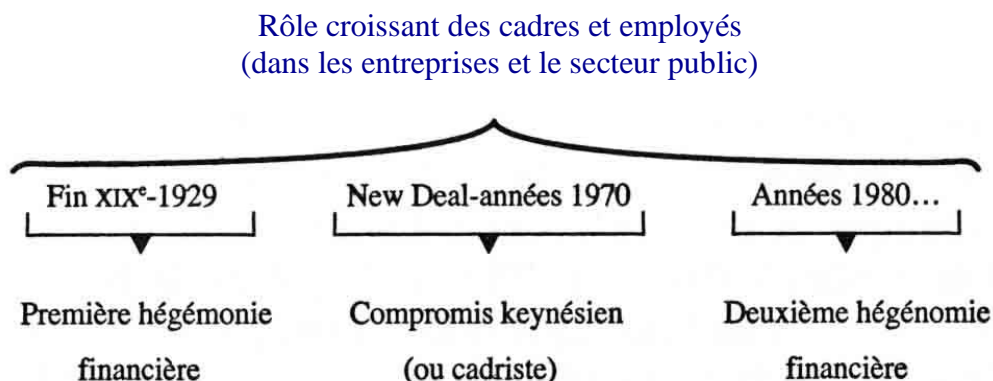 Rôle croissant des cadres et employés
(dans les entreprises et le secteur public)
Fin XIXᵉ-1929
New Deal-années 1970
Années 1980...
Première hégémonie
financière
Compromis keynésien
(ou cadriste)
Deuxième hégénomie
financière